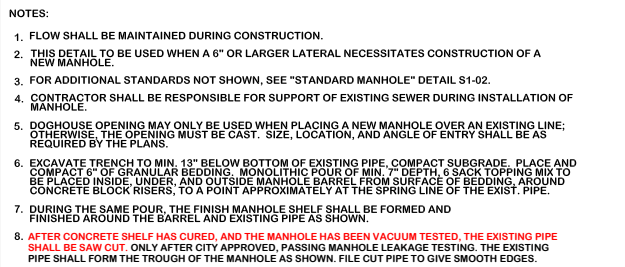 NOTES:
1. FLOW SHALL BE MAINTAINED DURING CONSTRUCTION.
2. THIS DETAIL TO BE USED WHEN A 6" OR LARGER LATERAL NECESSITATES CONSTRUCTION OF A
NEW MANHOLE.
3. FOR ADDITIONAL STANDARDS NOT SHOWN, SEE "STANDARD MANHOLE" DETAIL S1-02.
4. CONTRACTOR SHALL BE RESPONSIBLE FOR SUPPORT OF EXISTING SEWER DURING INSTALLATION OF
MANHOLE.
5. DOGHOUSE OPENING MAY ONLY BE USED WHEN PLACING A NEW MANHOLE OVER AN EXISTING LINE;
OTHERWISE, THE OPENING MUST BE CAST. SIZE, LOCATION, AND ANGLE OF ENTRY SHALL BE AS
REQUIRED BY THE PLANS.
6. EXCAVATE TRENCH TO MIN. 13" BELOW BOTTOM OF EXISTING PIPE, COMPACT SUBGRADE. PLACE AND
COMPACT 6" OF GRANULAR BEDDING. MONOLITHIC POUR OF MIN. 7" DEPTH, 6 SACK TOPPING MIX TO
BE PLACED INSIDE, UNDER, AND OUTSIDE MANHOLE BARREL FROM SURFACE OF BEDDING, AROUND
CONCRETE BLOCK RISERS, TO A POINT APPROXIMATELY AT THE SPRING LINE OF THE EXIST. PIPE.
7. DURING THE SAME POUR, THE FINISH MANHOLE SHELF SHALL BE FORMED AND
FINISHED AROUND THE BARREL AND EXISTING PIPE AS SHOWN.
8. AFTER CONCRETE SHELF HAS CURED, AND THE MANHOLE HAS BEEN VACUUM TESTED, THE EXISTING PIPE
SHALL BE SAW CUT. ONLY AFTER CITY APPROVED, PASSING MANHOLE LEAKAGE TESTING. THE EXISTING
PIPE SHALL FORM THE TROUGH OF THE MANHOLE AS SHOWN. FILE CUT PIPE TO GIVE SMOOTH EDGES.